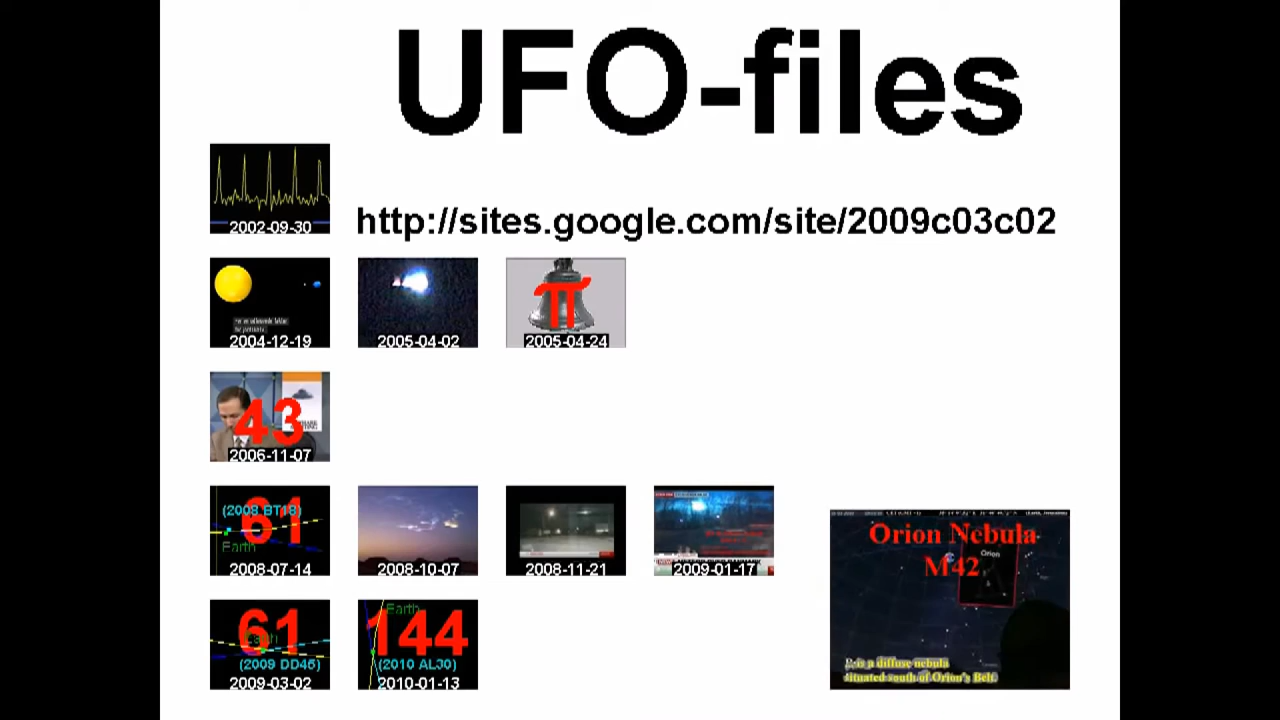 UFO-files
http://sites.google.com/site/2009c03c02
2002-09-30
2004-12-19
2005-04-02
π
2005-04-24
43
2006-11-07
61
(2008 BT18)
Earth
2008-07-14
2008-10-07
2008-11-21
2009-01-17
Orion Nebula
M42
Orion
is a diffuse nebula
situated south of Orion's Belt.
61
Earth
(2009 DD45)
2009-03-02
Earth
144
(2010 AL30)
2010-01-13